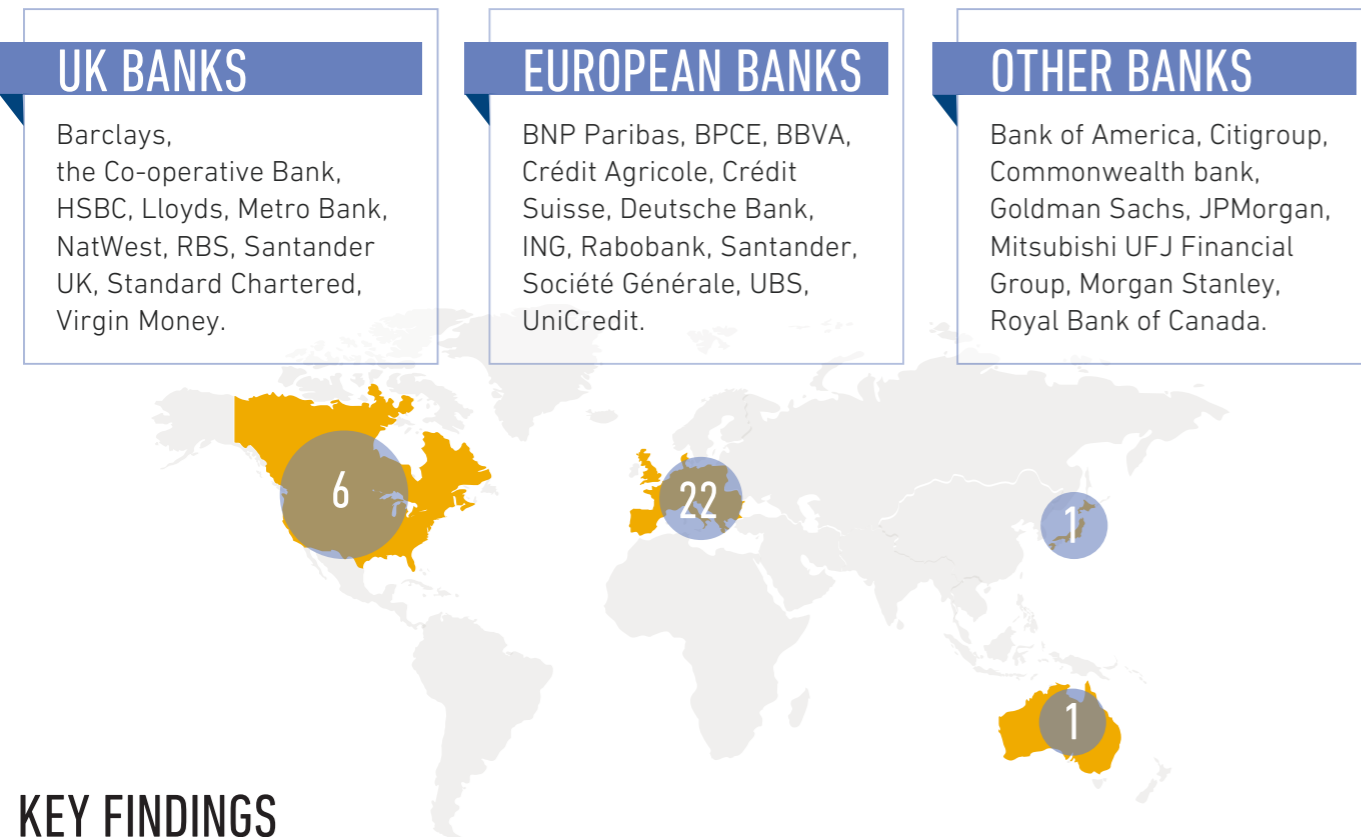 UK BANKS
Barclays,
the Co-operative Bank,
HSBC, Lloyds, Metro Bank,
NatWest, RBS, Santander
UK, Standard Chartered,
Virgin Money.
EUROPEAN BANKS
BNP Paribas, BPCE, BBVA,
Crédit Agricole, Crédit
Suisse, Deutsche Bank,
ING, Rabobank, Santander,
Société Générale, UBS,
UniCredit.
OTHER BANKS
Bank of America, Citigroup,
Commonwealth bank,
Goldman Sachs, JPMorgan,
Mitsubishi UFJ Financial
Group, Morgan Stanley,
Royal Bank of Canada.
6
22
1
1
KEY FINDINGS